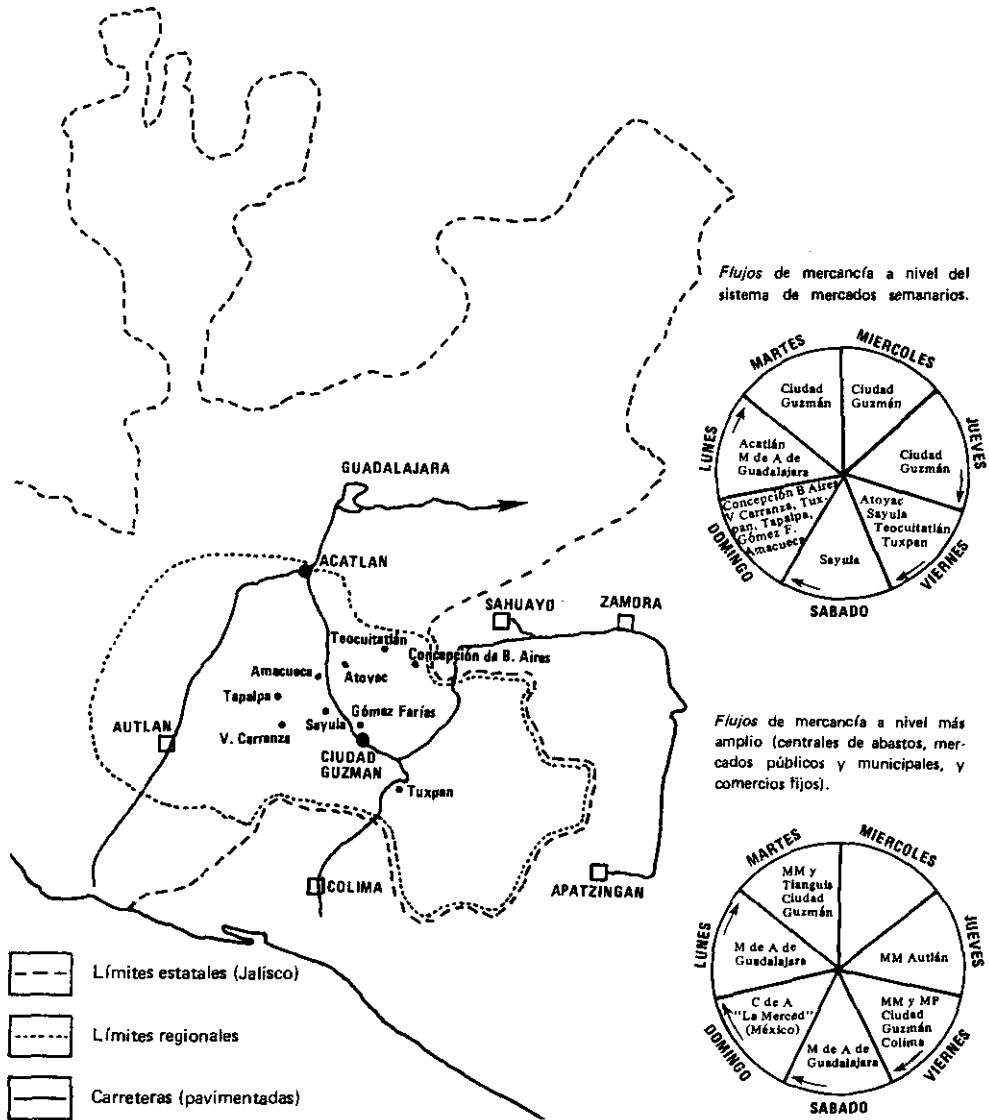 Flujos de mercancía a nivel del
sistema de mercados semanarios.
MARTES
MIERCOLES
JUEVES
VIERNES
SABADO
DOMINGO
LUNES
Ciudad
Guzmán
Ciudad
Guzmán
Ciudad
Guzmán
Atoyac
Sayula
Teocuitatlán
Tuxpan
Sayula
Concepción B Aires
V Carranza, Tux-
pan, Tapalpa,
Gómez F.
Amacueca
Acatlán
M de A de
Guadalajara
GUADALAJARA
ACATLAN
SAHUAYO
ZAMORA
Teocuitatlán
Concepción de B. Aires
Amacueca
Atoyac
Tapalpa
Sayula
Gómez Farías
AUTLAN
V. Carranza
CIUDAD
GUZMAN
Tuxpan
COLIMA
APATZINGAN
Flujos de mercancía a nivel más
amplio (centrales de abastos, mer-
cados públicos y municipales, y
comercios fijos).
MARTES
MIERCOLES
JUEVES
VIERNES
SABADO
DOMINGO
LUNES
MM y
Tianguis
Ciudad
Guzmán
MM Autlán
MM y MP
Ciudad
Guzmán
Colima
M de A de
Guadalajara
C de A
"La Merced"
(México)
M de A de
Guadalajara
Límites estatales (Jalisco)
Límites regionales
Carreteras (pavimentadas)